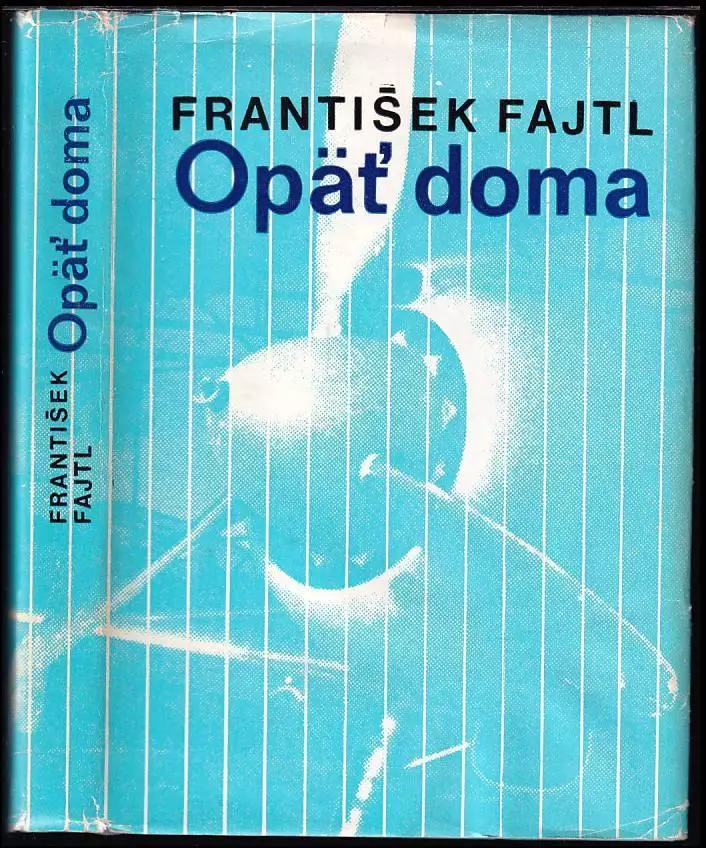 FRANTIŠEK FAJTL
Opäť doma
FRANTIŠEK
FAJTL
Opäť doma